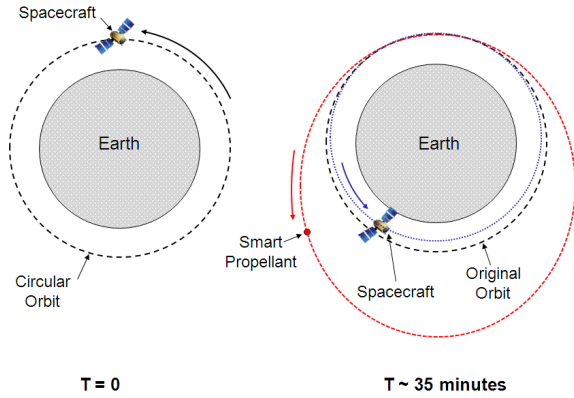 Spacecraft
Earth
Circular
Orbit
T = 0
Earth
Smart
Propellant
Spacecraft
Original
Orbit
T ~ 35 minutes